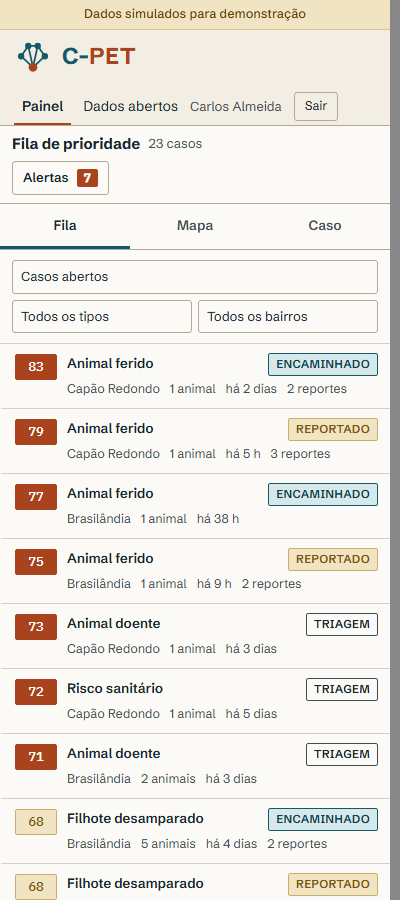 Dados simulados para demonstração
C-PET
Painel Dados abertos Carlos Almeida Sair
Fila de prioridade 23 casos
Alertas 7
Fila Mapa Caso
Casos abertos
Todos os tipos Todos os bairros
83 Animal ferido ENCAMINHADO
Capão Redondo 1 animal há 2 dias 2 reportes
79 Animal ferido REPORTADO
Capão Redondo 1 animal há 5 h 3 reportes
77 Animal ferido ENCAMINHADO
Brasilândia 1 animal há 38 h
75 Animal ferido REPORTADO
Brasilândia 1 animal há 9 h 2 reportes
73 Animal doente TRIAGEM
Capão Redondo 1 animal há 3 dias
72 Risco sanitário TRIAGEM
Capão Redondo 1 animal há 5 dias
71 Animal doente TRIAGEM
Brasilândia 2 animais há 3 dias
68 Filhote desamparado ENCAMINHADO
Brasilândia 5 animais há 4 dias 2 reportes
68 Filhote desamparado REPORTADO